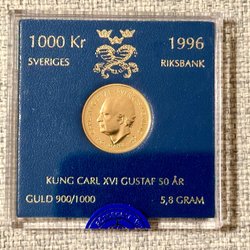 1000 Kr 1996
SVERIGES RIKSBANK
KUNG CARL XVI GUSTAF 50 ÅR
GULD 900/1000 5,8 GRAM